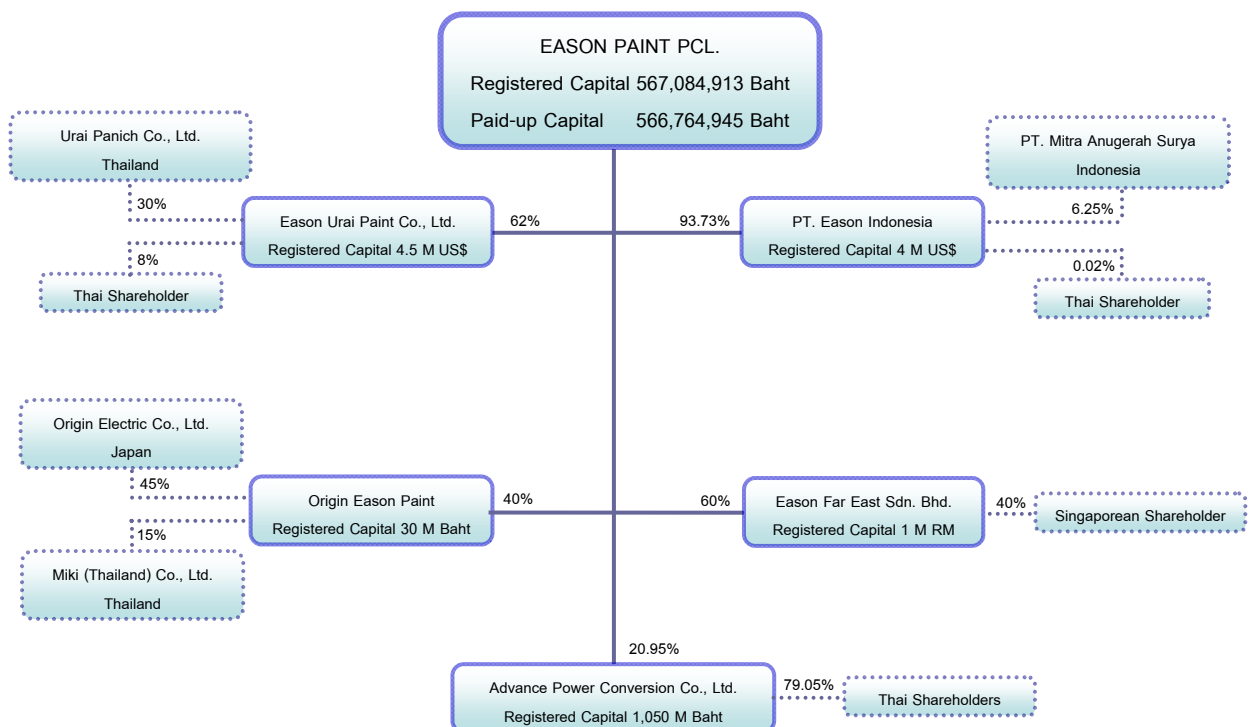 EASON PAINT PCL.
Registered Capital 567,084,913 Baht
Paid-up Capital 566,764,945 Baht
Urai Panich Co., Ltd.
Thailand
30%
Eason Urai Paint Co., Ltd.
Registered Capital 4.5 M US$
62%
8%
Thai Shareholder
93.73%
PT. Eason Indonesia
Registered Capital 4 M US$
PT. Mitra Anugerah Surya
Indonesia
6.25%
0.02%
Thai Shareholder
Origin Electric Co., Ltd.
Japan
45%
Origin Eason Paint
Registered Capital 30 M Baht
40%
15%
Miki (Thailand) Co., Ltd.
Thailand
60%
Eason Far East Sdn. Bhd.
Registered Capital 1 M RM
40%
Singaporean Shareholder
20.95%
Advance Power Conversion Co., Ltd.
Registered Capital 1,050 M Baht
79.05%
Thai Shareholders